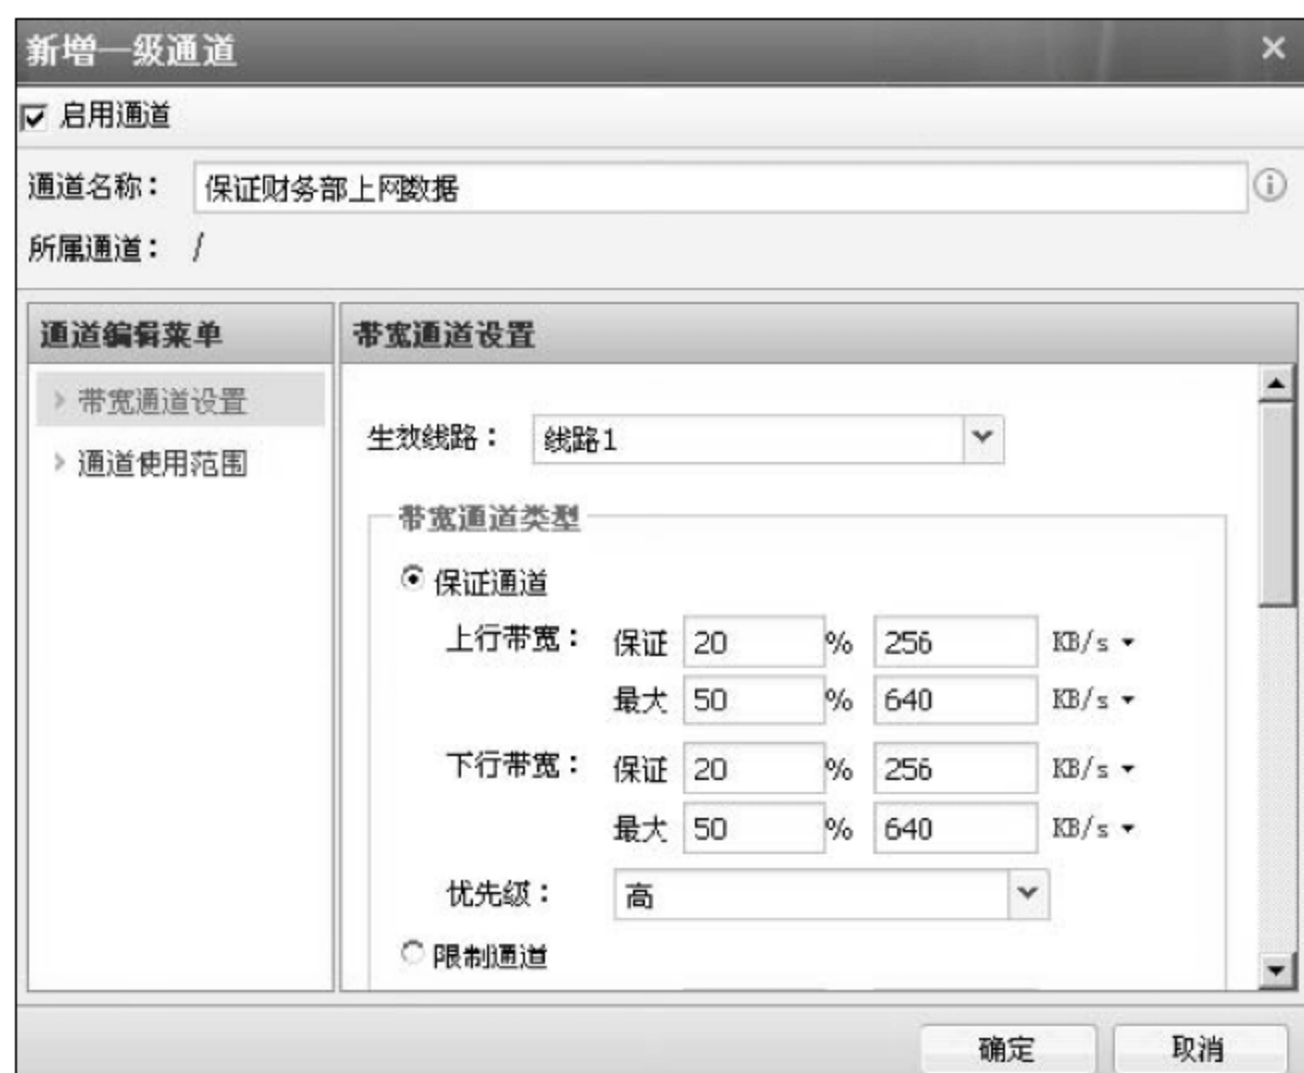 新增一级通道
启用通道
通道名称： 保证财务部上网数据
所属通道： /
通道编辑菜单
带宽通道设置
通道使用范围
带宽通道设置
生效线路： 线路1
带宽通道类型
保证通道
上行带宽： 保证 20 % 256 KB/s
最大 50 % 640 KB/s
下行带宽： 保证 20 % 256 KB/s
最大 50 % 640 KB/s
优先级： 高
限制通道
确定 取消